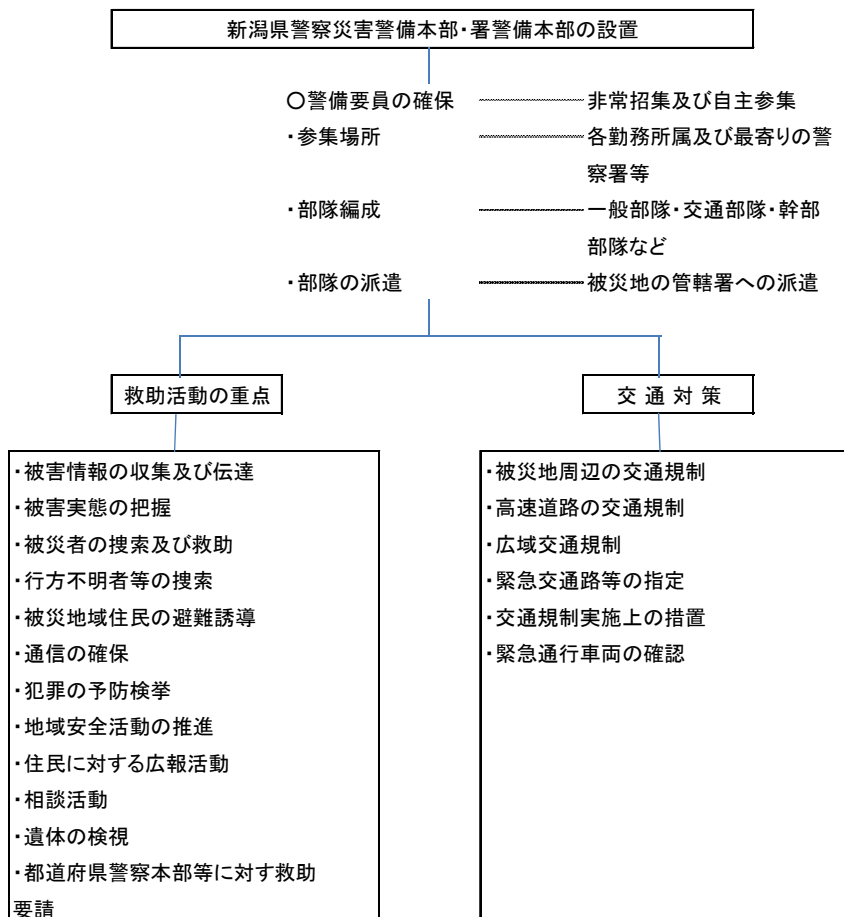 新潟県警察災害警備本部・署警備本部の設置
〇警備要員の確保 非常招集及び自主参集
・参集場所 各勤務所属及び最寄りの警
察署等
・部隊編成 一般部隊・交通部隊・幹部
部隊など
・部隊の派遣 被災地の管轄署への派遣
救助活動の重点
・被害情報の収集及び伝達
・被害実態の把握
・被災者の捜索及び救助
・行方不明者等の捜索
・被災地域住民の避難誘導
・通信の確保
・犯罪の予防検挙
・地域安全活動の推進
・住民に対する広報活動
・相談活動
・遺体の検視
・都道府県警察本部等に対す救助
要請
交 通 対 策
・被災地周辺の交通規制
・高速道路の交通規制
・広域交通規制
・緊急交通路等の指定
・交通規制実施上の措置
・緊急通行車両の確認